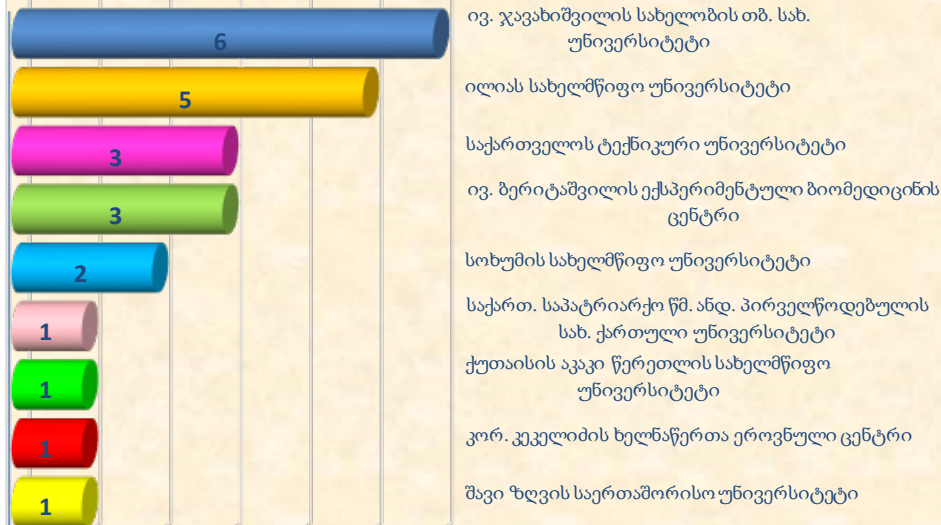 6
ივ. ჯავახიშვილის სახელობის თბ. სახ.
უნივერსიტეტი
5
ილიას სახელმწიფო უნივერსიტეტი
3
საქართველოს ტექნიკური უნივერსიტეტი
3
ივ. ბერიტაშვილის ექსპერიმენტული ბიომედიცინის
ცენტრი
2
სოხუმის სახელმწიფო უნივერსიტეტი
1
საქართ. საპატრიარქო წმ. ანდ. პირველწოდებულის
სახ. ქართული უნივერსიტეტი
1
ქუთაისის აკაკი წერეთლის სახელმწიფო
უნივერსიტეტი
1
კორ. კეკელიძის ხელნაწერთა ეროვნული ცენტრი
1
შავი ზღვის საერთაშორისო უნივერსიტეტი